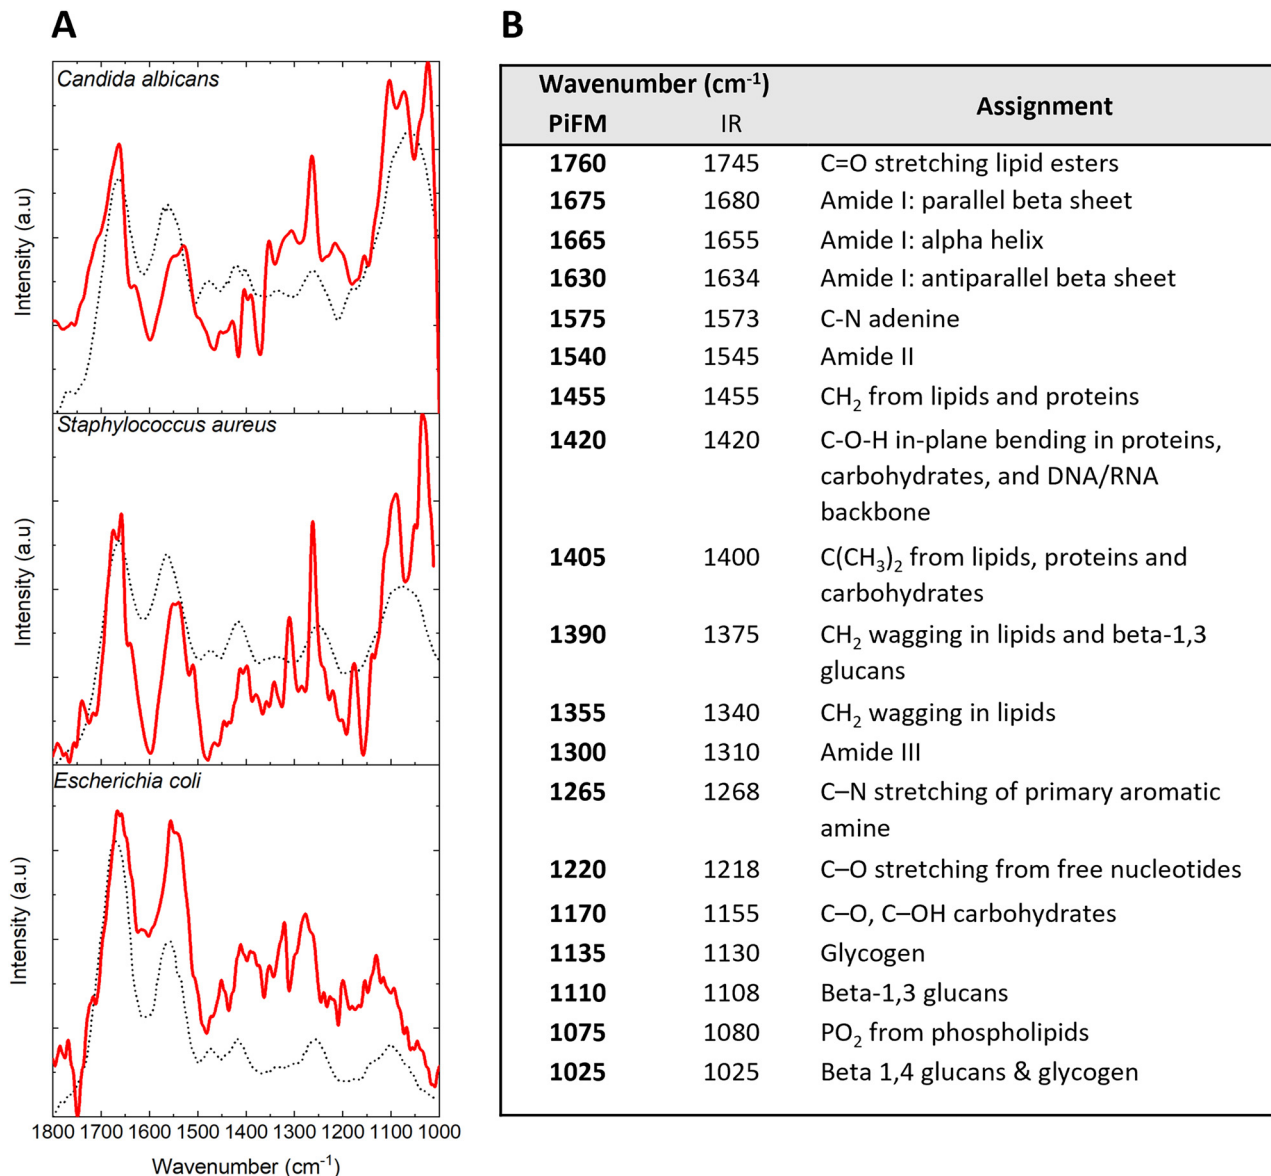 A
Candida albicans
Intensity (a.u)
Staphylococcus aureus
Intensity (a.u)
Escherichia coli
Intensity (a.u)
1800 1700 1600 1500 1400 1300 1200 1100 1000
Wavenumber (cm-1)
B
Wavenumber (cm-1)
Assignment
PiFM IR
1760 1745 C=O stretching lipid esters
1675 1680 Amide I: parallel beta sheet
1665 1655 Amide I: alpha helix
1630 1634 Amide I: antiparallel beta sheet
1575 1573 C-N adenine
1540 1545 Amide II
1455 1455 CH2 from lipids and proteins
1420 1420 C-O-H in-plane bending in proteins,
carbohydrates, and DNA/RNA
backbone
1405 1400 C(CH3)2 from lipids, proteins and
carbohydrates
1390 1375 CH2 wagging in lipids and beta-1,3
glucans
1355 1340 CH2 wagging in lipids
1300 1310 Amide III
1265 1268 C–N stretching of primary aromatic
amine
1220 1218 C–O stretching from free nucleotides
1170 1155 C–O, C–OH carbohydrates
1135 1130 Glycogen
1110 1108 Beta-1,3 glucans
1075 1080 PO2 from phospholipids
1025 1025 Beta 1,4 glucans & glycogen